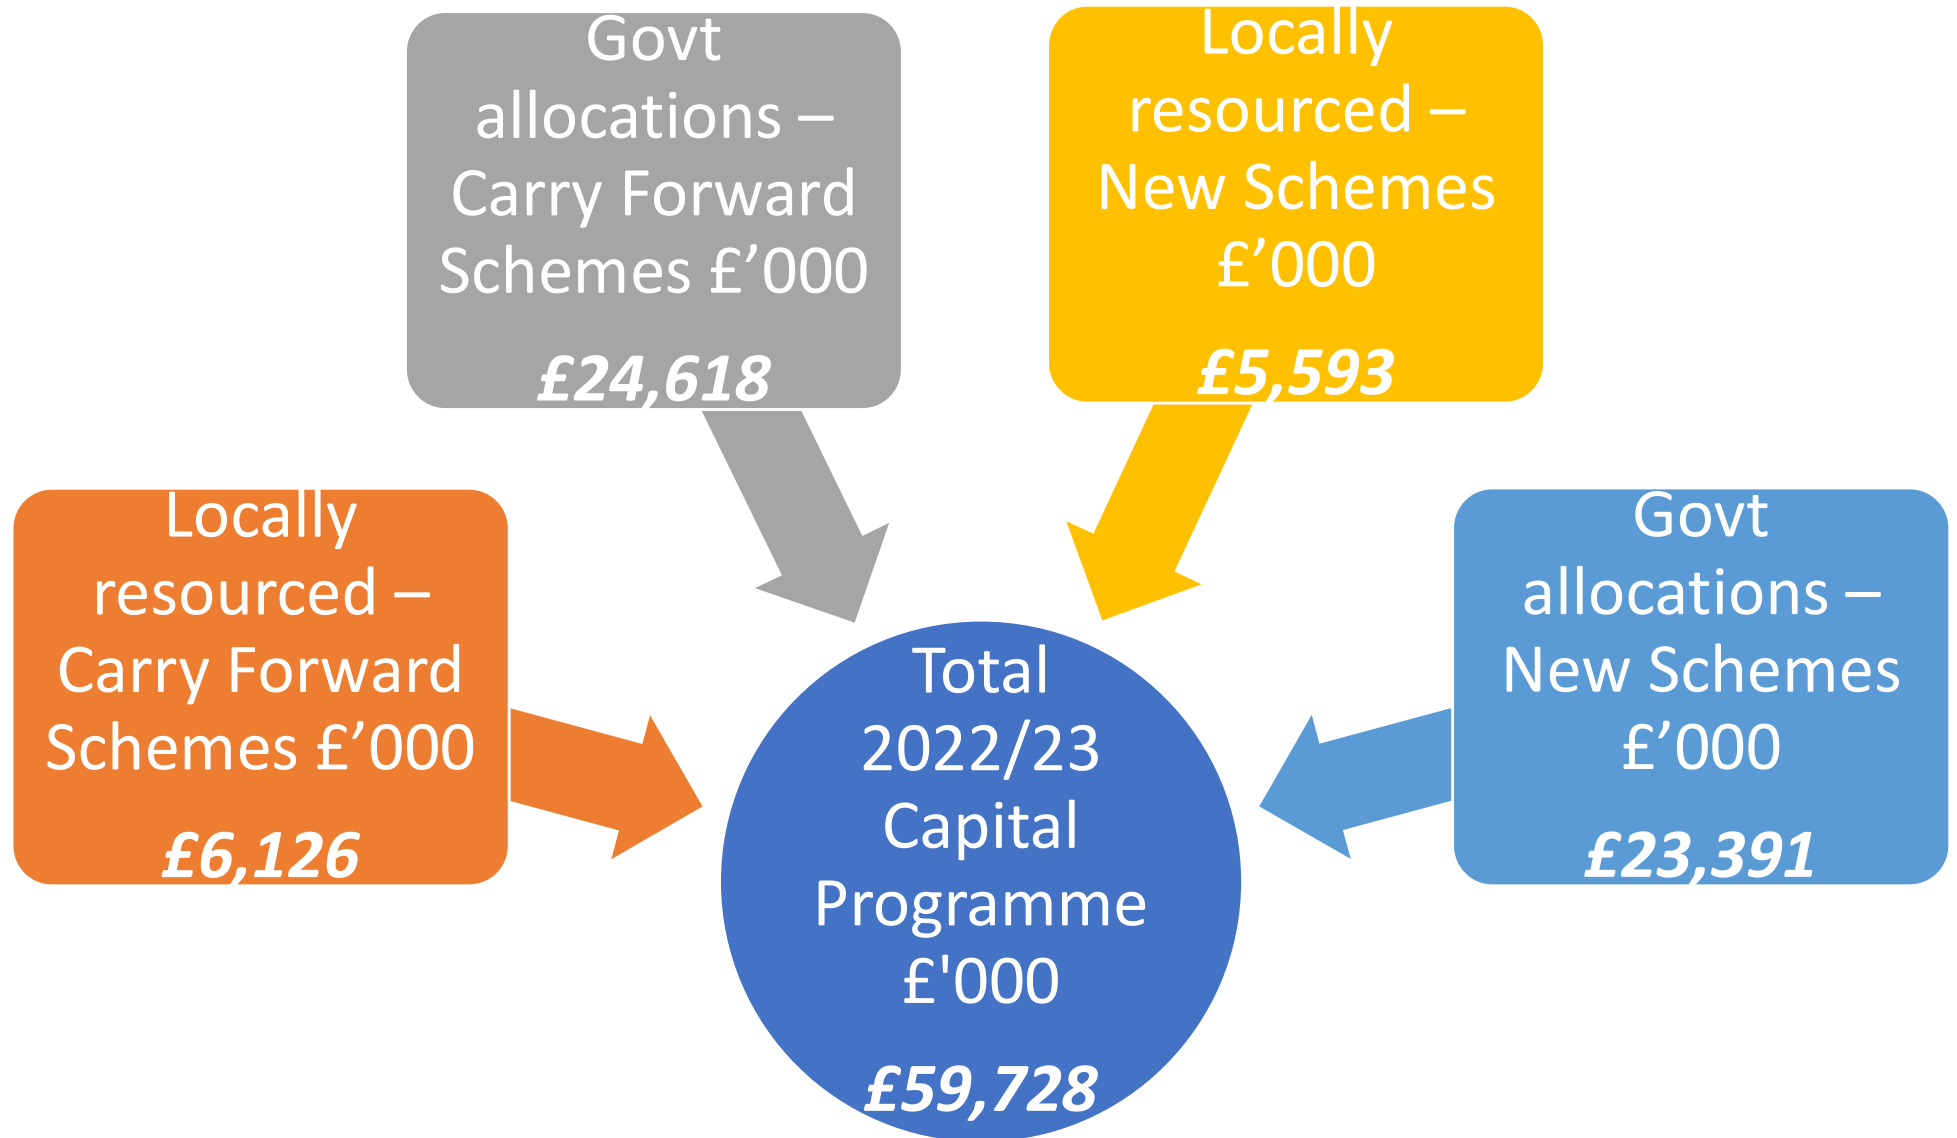 Govt
allocations –
Carry Forward
Schemes £’000
£24,618
Locally
resourced –
New Schemes
£’000
£5,593
Locally
resourced –
Carry Forward
Schemes £’000
£6,126
Govt
allocations –
New Schemes
£’000
£23,391
Total
2022/23
Capital
Programme
£'000
£59,728